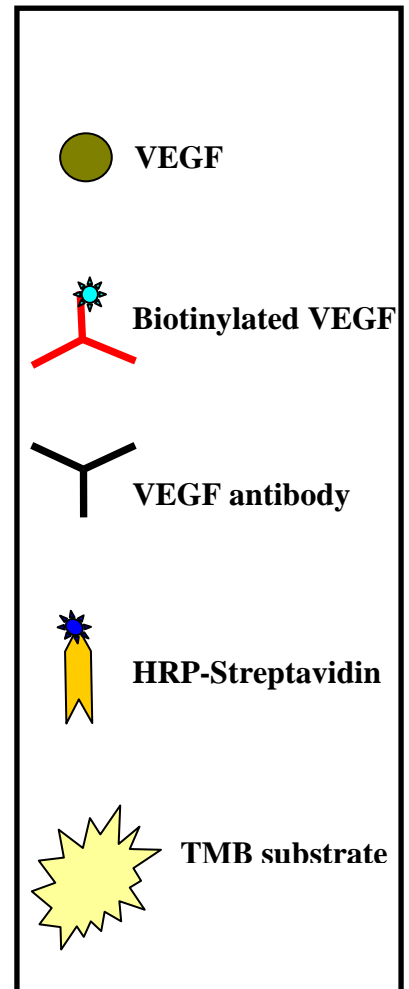 VEGF
Biotinylated VEGF
VEGF antibody
HRP-Streptavidin
TMB substrate